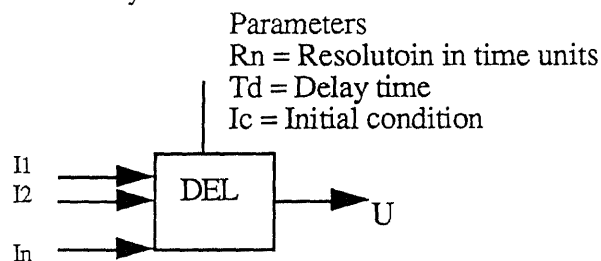 Parameters
Rn = Resolutoin in time units
Td = Delay time
Ic = Initial condition
I1
I2
DEL
U
In